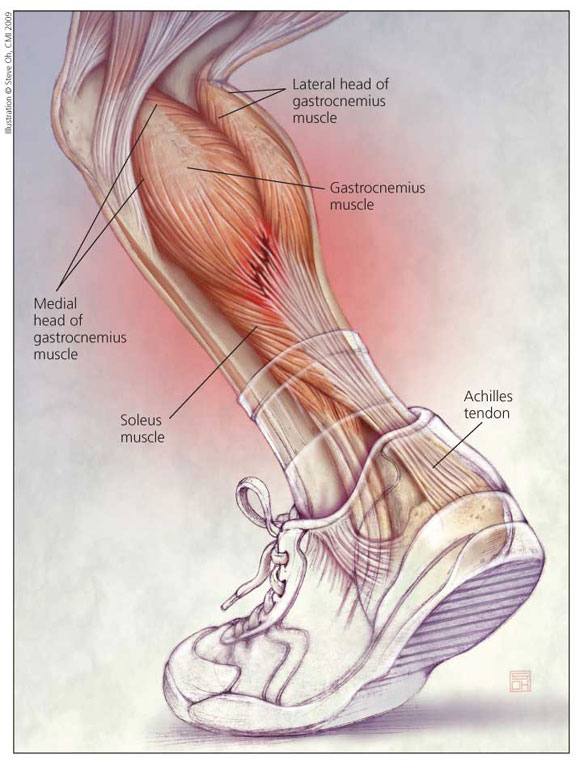 Illustration © Steve Oh, CMI 2009
Lateral head of
gastrocnemius
muscle
Gastrocnemius
muscle
Medial
head of
gastrocnemius
muscle
Soleus
muscle
Achilles
tendon